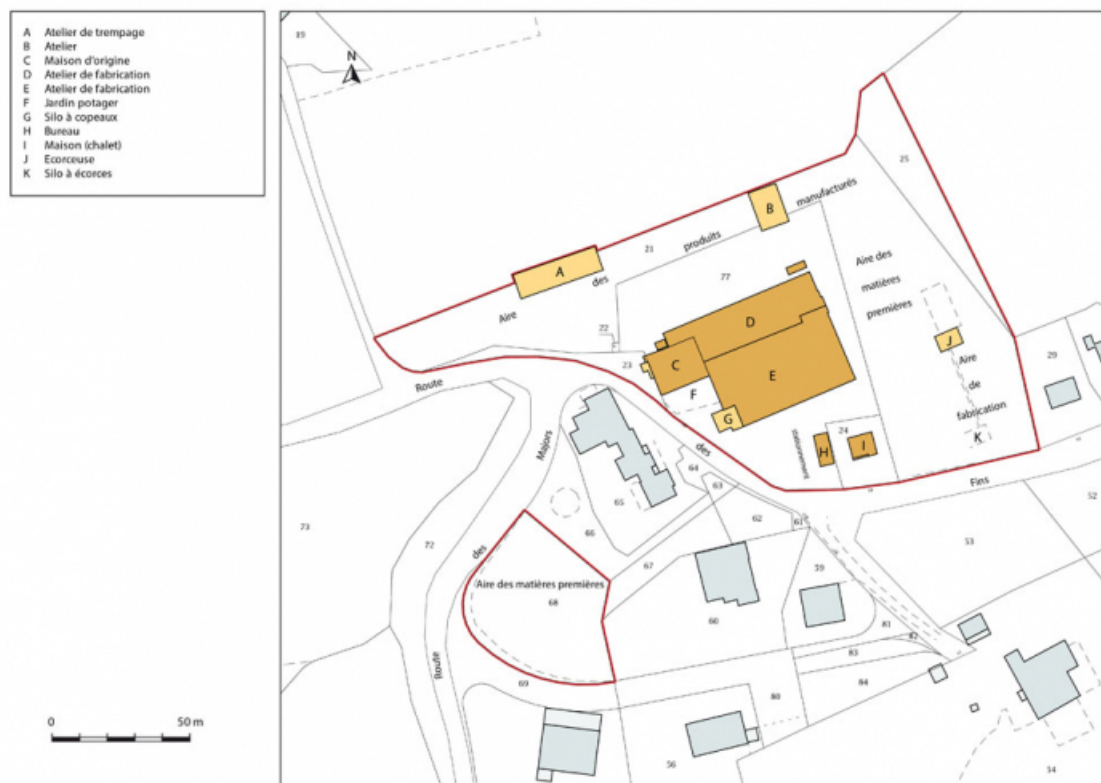 A Atelier de trempage
B Atelier
C Maison d'origine
D Atelier de fabrication
E Atelier de fabrication
F Jardin potager
G Silo à copeaux
H Bureau
I Maison (chalet)
J Ecorceuse
K Silo à écorces
0 50 m
N
89
25
B
manufacturés
produits
21
A
des
Aire
77
Aire des
matières
premières
22
D
23
C
E
F
G
J
Aire
de
fabrication
K
29
24
stationnement
H
I
Route
des
Majors
des
Route
des
Fins
64
63
65
66
62
61
52
53
73
72
67
Aire des matières premières
68
60
59
81
82
83
84
69
80
56
54